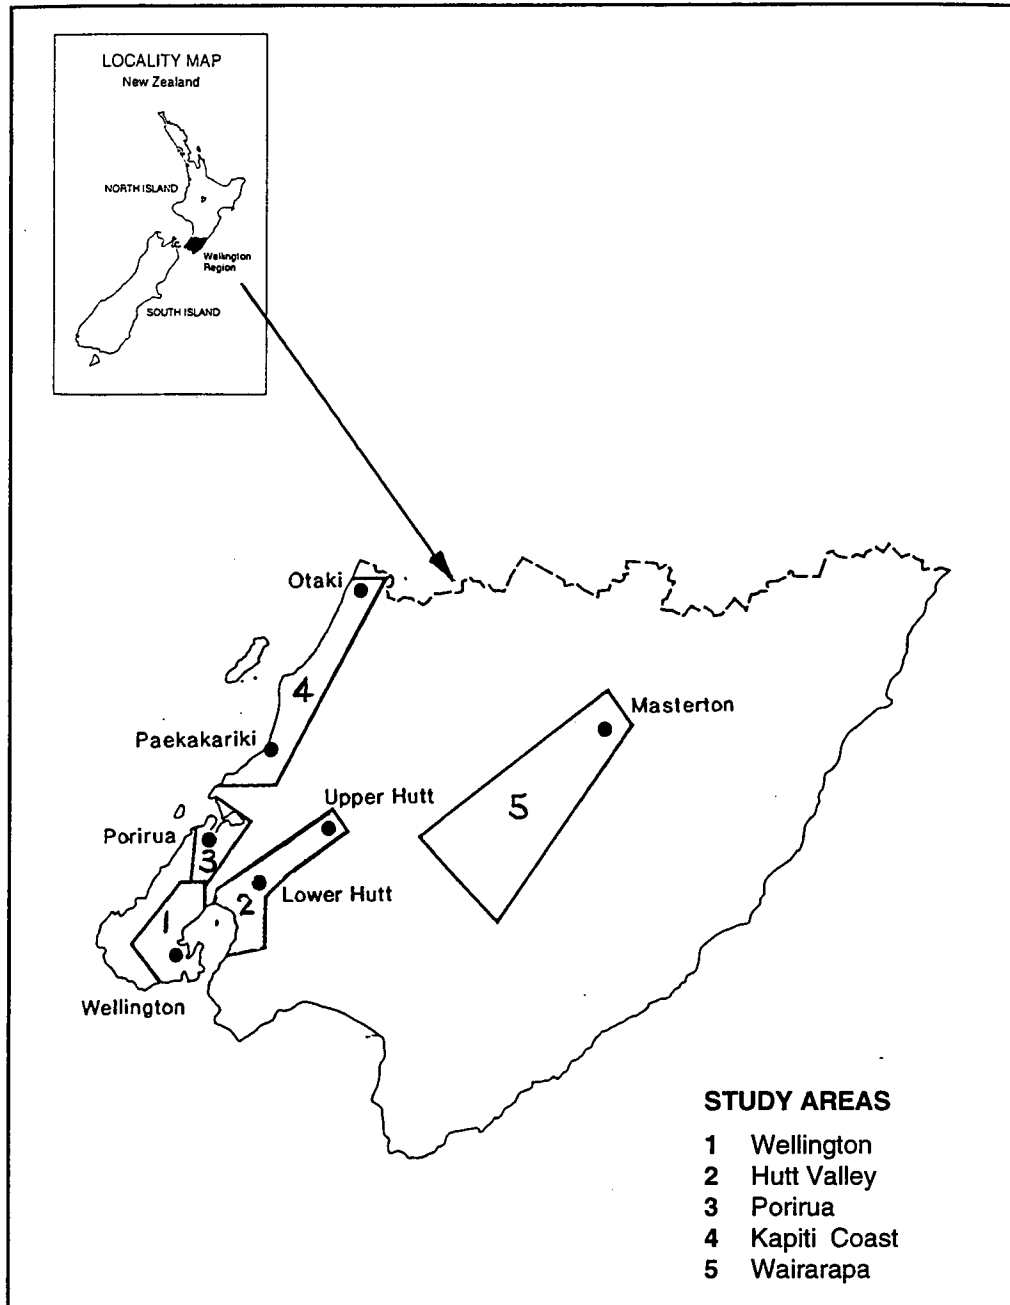 LOCALITY MAP
New Zealand
NORTH ISLAND
Wellington
Region
SOUTH ISLAND
Otaki
4
Masterton
Paekakariki
Upper Hutt
5
Porirua
3
Lower Hutt
2
1
Wellington
STUDY AREAS
1 Wellington
2 Hutt Valley
3 Porirua
4 Kapiti Coast
5 Wairarapa